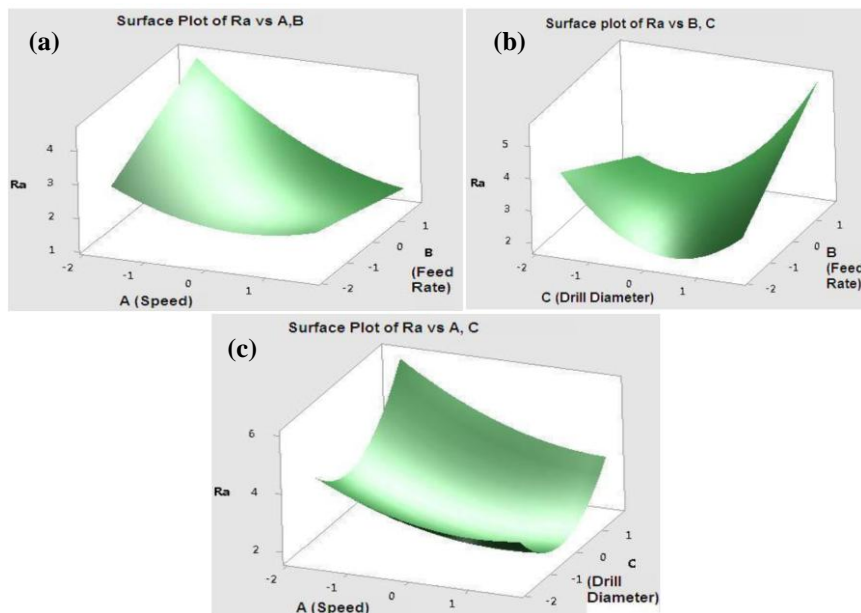 Surface Plot of Ra vs A,B
(a)
4
3
Ra
2
1
-2
-1
0
1
A (Speed)
-2
-1
0
1
B
(Feed
Rate)
Surface plot of Ra vs B, C
(b)
5
4
Ra
3
2
-2
-1
0
1
C (Drill Diameter)
-2
-1
0
1
B
(Feed
Rate)
Surface Plot of Ra vs A, C
(c)
6
Ra
4
2
-2
-1
0
1
A (Speed)
-2
-1
0
1
C
(Drill
Diameter)